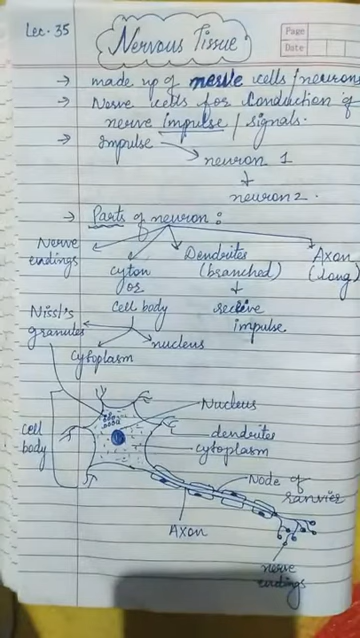 Lec. 35
Nervous Tissue
Page
Date
→ made up of nerve cells/neurons
→ Nerve cells for Conduction of
nerve impulse / signals.
→ Impulse → neuron 1
↓
neuron 2.
→ Parts of neuron :
Nerve endings
cyton or cell body
Dendrites (branched)
↓
receive impulse
Axon (long)
Nissl's granules
cytoplasm
nucleus
Cell body
Nucleus
dendrites
cytoplasm
Node of ranvier
Axon
nerve endings